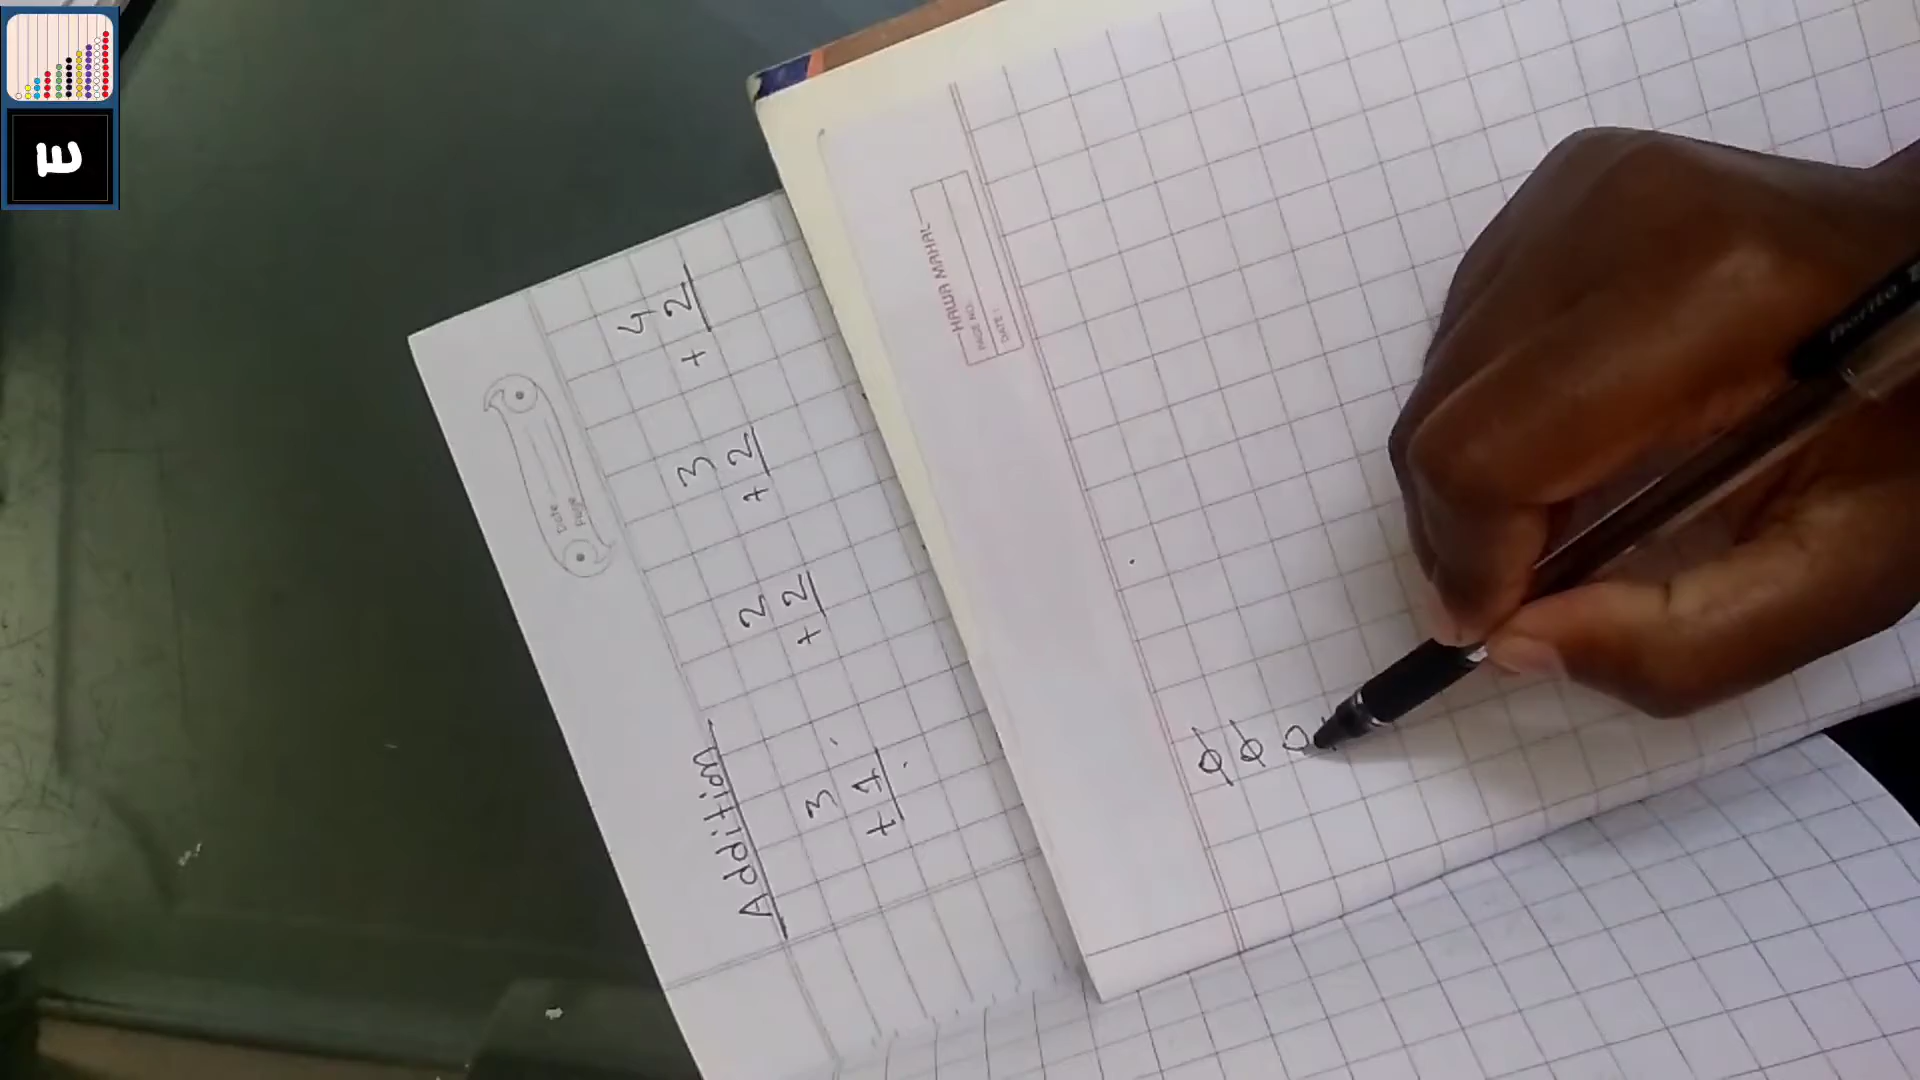 Date
Page
Addition
3 2 3 4
+1 +2 +2 +2
HAWA MAHAL
PAGE NO.:
DATE: